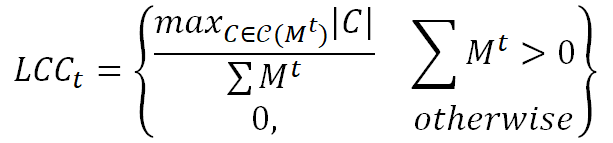 LCC_t = { max_{C∈𝒞(M^t)}|C| / ∑ M^t    ∑ M^t > 0
0,    otherwise }